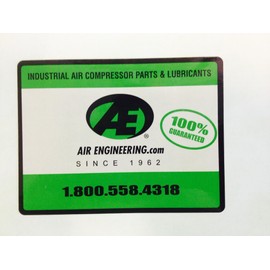 INDUSTRIAL AIR COMPRESSOR PARTS & LUBRICANTS
AE®
100%
GUARANTEED
AIR ENGINEERING.com
SINCE 1962
1.800.558.4318